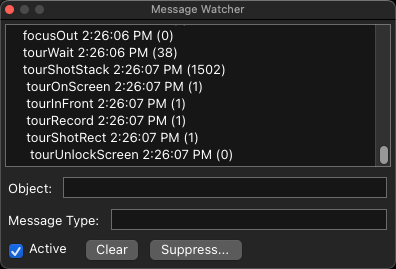 Message Watcher
focusOut 2:26:06 PM (0)
tourWait 2:26:06 PM (38)
tourShotStack 2:26:07 PM (1502)
tourOnScreen 2:26:07 PM (1)
tourInFront 2:26:07 PM (1)
tourRecord 2:26:07 PM (1)
tourShotRect 2:26:07 PM (1)
tourUnlockScreen 2:26:07 PM (0)
Object:
Message Type:
Active Clear Suppress...